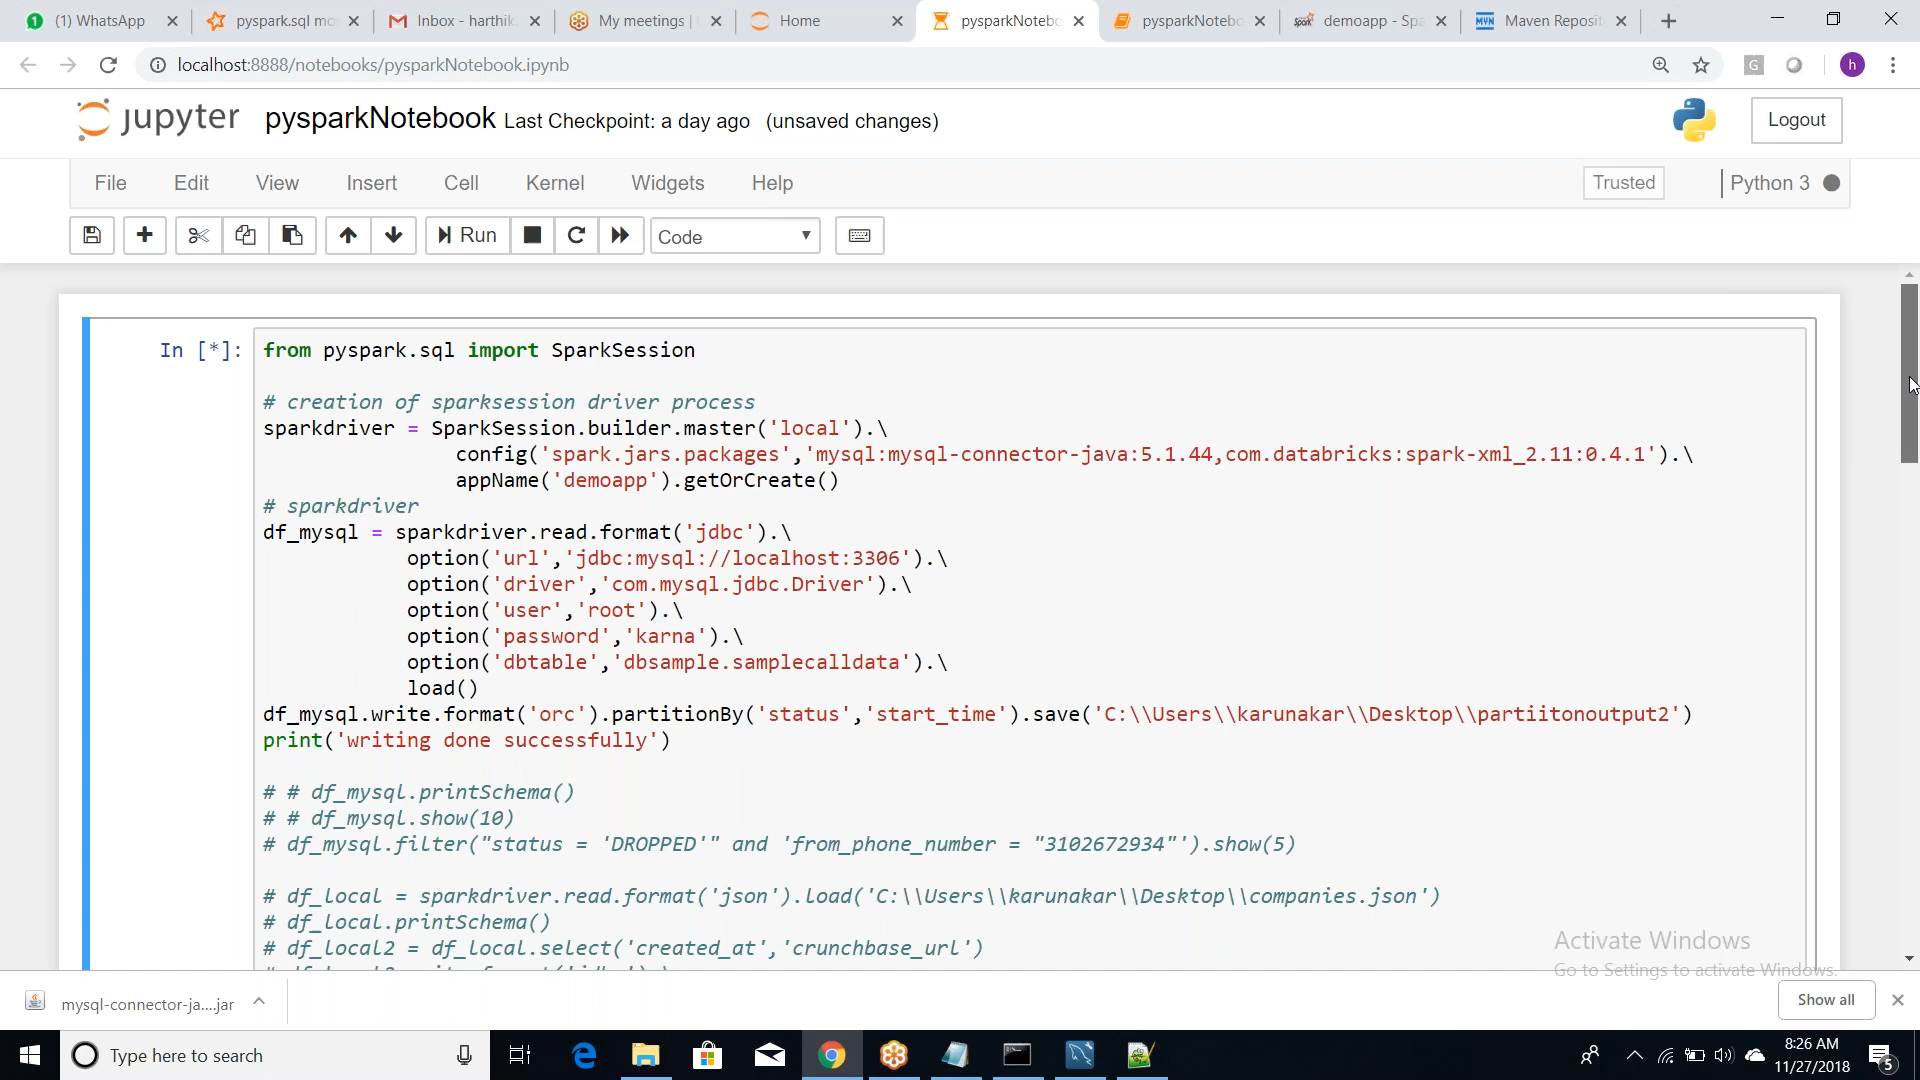 (1) WhatsApp
pyspark.sql mo
Inbox - harthik.
My meetings |
Home
pysparkNotebo
pysparkNotebo
demoapp - Spa
Maven Reposit
localhost:8888/notebooks/pysparkNotebook.ipynb
G
h
jupyter pysparkNotebook Last Checkpoint: a day ago (unsaved changes)
Logout
File Edit View Insert Cell Kernel Widgets Help
Trusted
Python 3
Run
Code
In [*]:
from pyspark.sql import SparkSession
# creation of sparksession driver process
sparkdriver = SparkSession.builder.master('local').\
config('spark.jars.packages','mysql:mysql-connector-java:5.1.44,com.databricks:spark-xml_2.11:0.4.1').\
appName('demoapp').getOrCreate()
# sparkdriver
df_mysql = sparkdriver.read.format('jdbc').\
option('url','jdbc:mysql://localhost:3306').\
option('driver','com.mysql.jdbc.Driver').\
option('user','root').\
option('password','karna').\
option('dbtable','dbsample.samplecalldata').\
load()
df_mysql.write.format('orc').partitionBy('status','start_time').save('C:\\Users\\karunakar\\Desktop\\partiitonoutput2')
print('writing done successfully')
# # df_mysql.printSchema()
# # df_mysql.show(10)
# df_mysql.filter("status = 'DROPPED'" and 'from_phone_number = "3102672934"').show(5)
# df_local = sparkdriver.read.format('json').load('C:\\Users\\karunakar\\Desktop\\companies.json')
# df_local.printSchema()
# df_local2 = df_local.select('created_at','crunchbase_url')
Activate Windows
Go to Settings to activate Windows.
mysql-connector-ja....jar
Show all
Type here to search
8:26 AM
11/27/2018
5